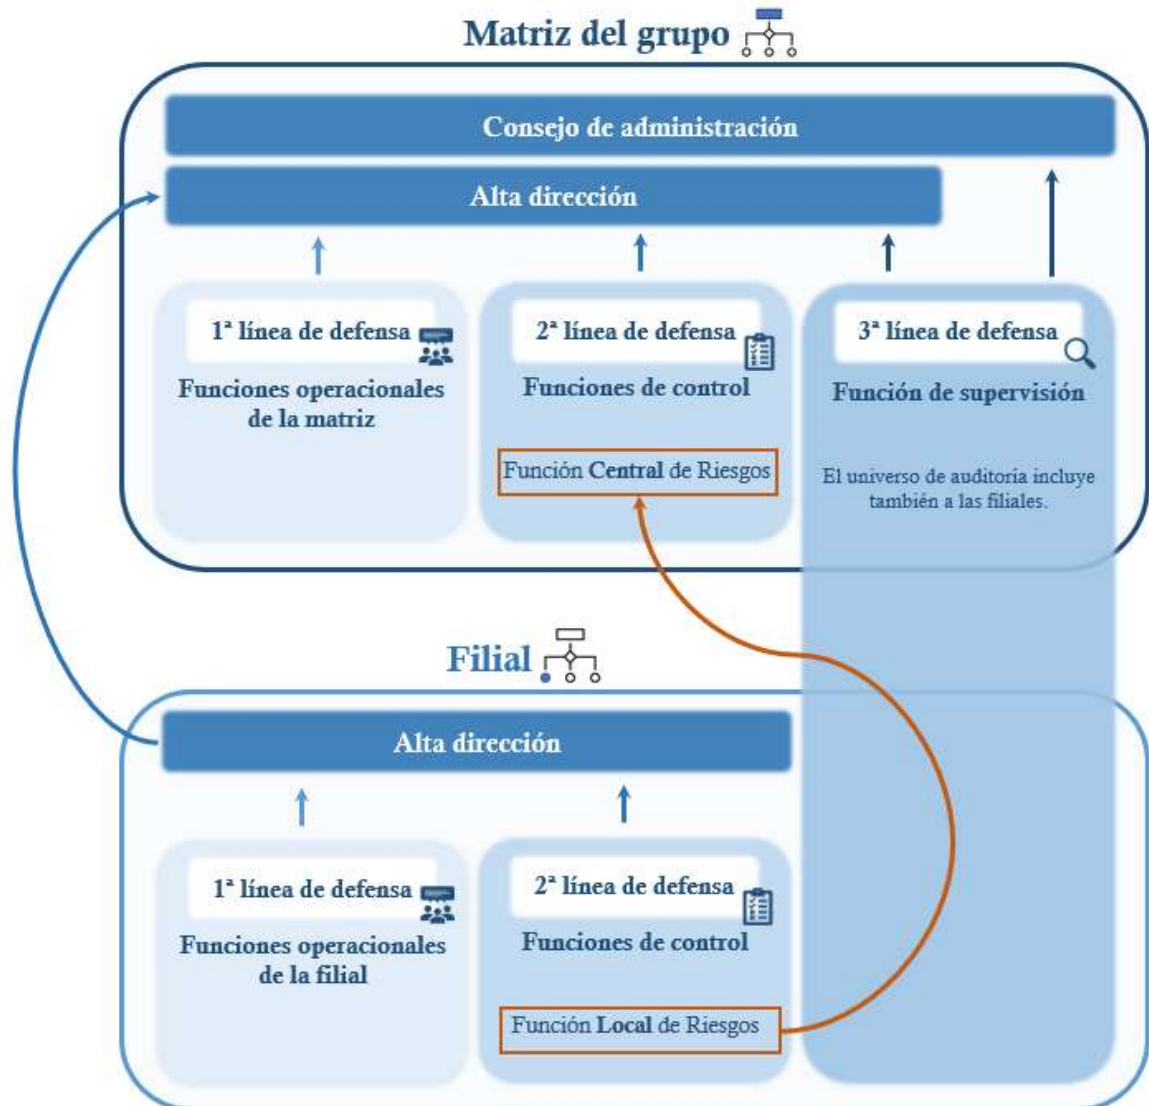 Matriz del grupo
Consejo de administración
Alta dirección
1ª línea de defensa
Funciones operacionales
de la matriz
2ª línea de defensa
Funciones de control
Función Central de Riesgos
3ª línea de defensa
Función de supervisión
El universo de auditoría incluye
también a las filiales.
Filial
Alta dirección
1ª línea de defensa
Funciones operacionales
de la filial
2ª línea de defensa
Funciones de control
Función Local de Riesgos